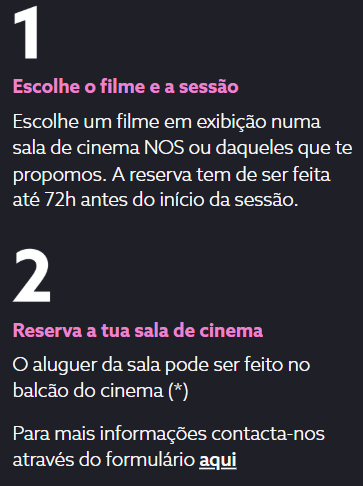 1
Escolhe o filme e a sessão
Escolhe um filme em exibição numa
sala de cinema NOS ou daqueles que te
propomos. A reserva tem de ser feita
até 72h antes do início da sessão.
2
Reserva a tua sala de cinema
O aluguer da sala pode ser feito no
balcão do cinema (*)
Para mais informações contacta-nos
através do formulário aqui